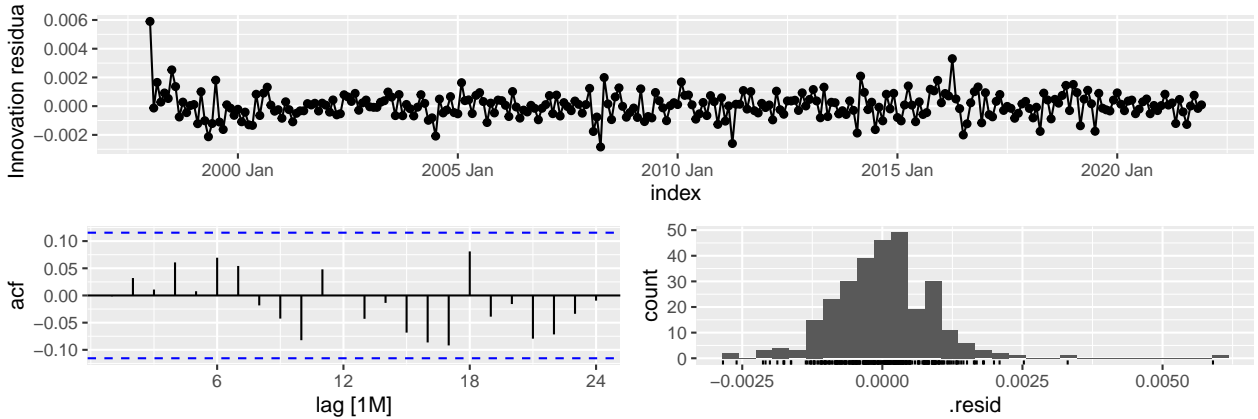 Innovation residua
0.006
0.004
0.002
0.000
−0.002
2000 Jan 2005 Jan 2010 Jan 2015 Jan 2020 Jan
index
acf
0.10
0.05
0.00
−0.05
−0.10
6 12 18 24
lag [1M]
count
50
40
30
20
10
0
−0.0025 0.0000 0.0025 0.0050
.resid